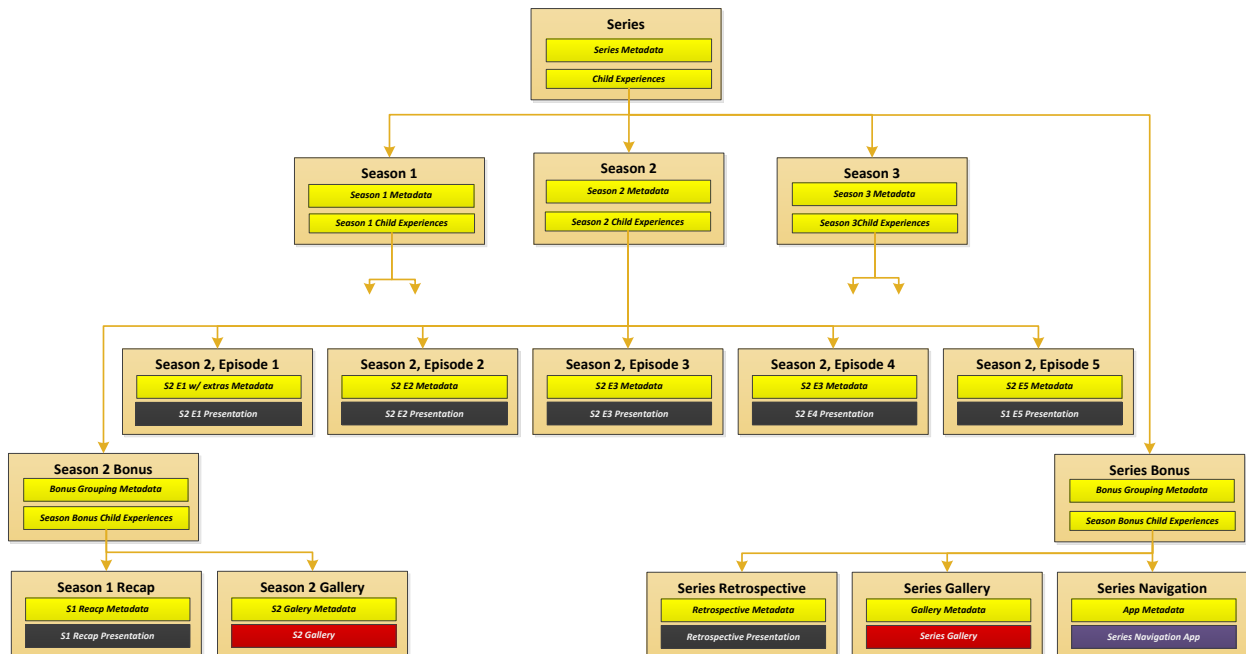 Series
Series Metadata
Child Experiences
Season 1
Season 1 Metadata
Season 1 Child Experiences
Season 2
Season 2 Metadata
Season 2 Child Experiences
Season 3
Season 3 Metadata
Season 3Child Experiences
Season 2, Episode 1
S2 E1 w/ extras Metadata
S2 E1 Presentation
Season 2, Episode 2
S2 E2 Metadata
S2 E2 Presentation
Season 2, Episode 3
S2 E3 Metadata
S2 E3 Presentation
Season 2, Episode 4
S2 E3 Metadata
S2 E4 Presentation
Season 2, Episode 5
S2 E5 Metadata
S1 E5 Presentation
Season 2 Bonus
Bonus Grouping Metadata
Season Bonus Child Experiences
Series Bonus
Bonus Grouping Metadata
Season Bonus Child Experiences
Season 1 Recap
S1 Reacp Metadata
S1 Recap Presentation
Season 2 Gallery
S2 Galery Metadata
S2 Gallery
Series Retrospective
Retrospective Metadata
Retrospective Presentation
Series Gallery
Gallery Metadata
Series Gallery
Series Navigation
App Metadata
Series Navigation App